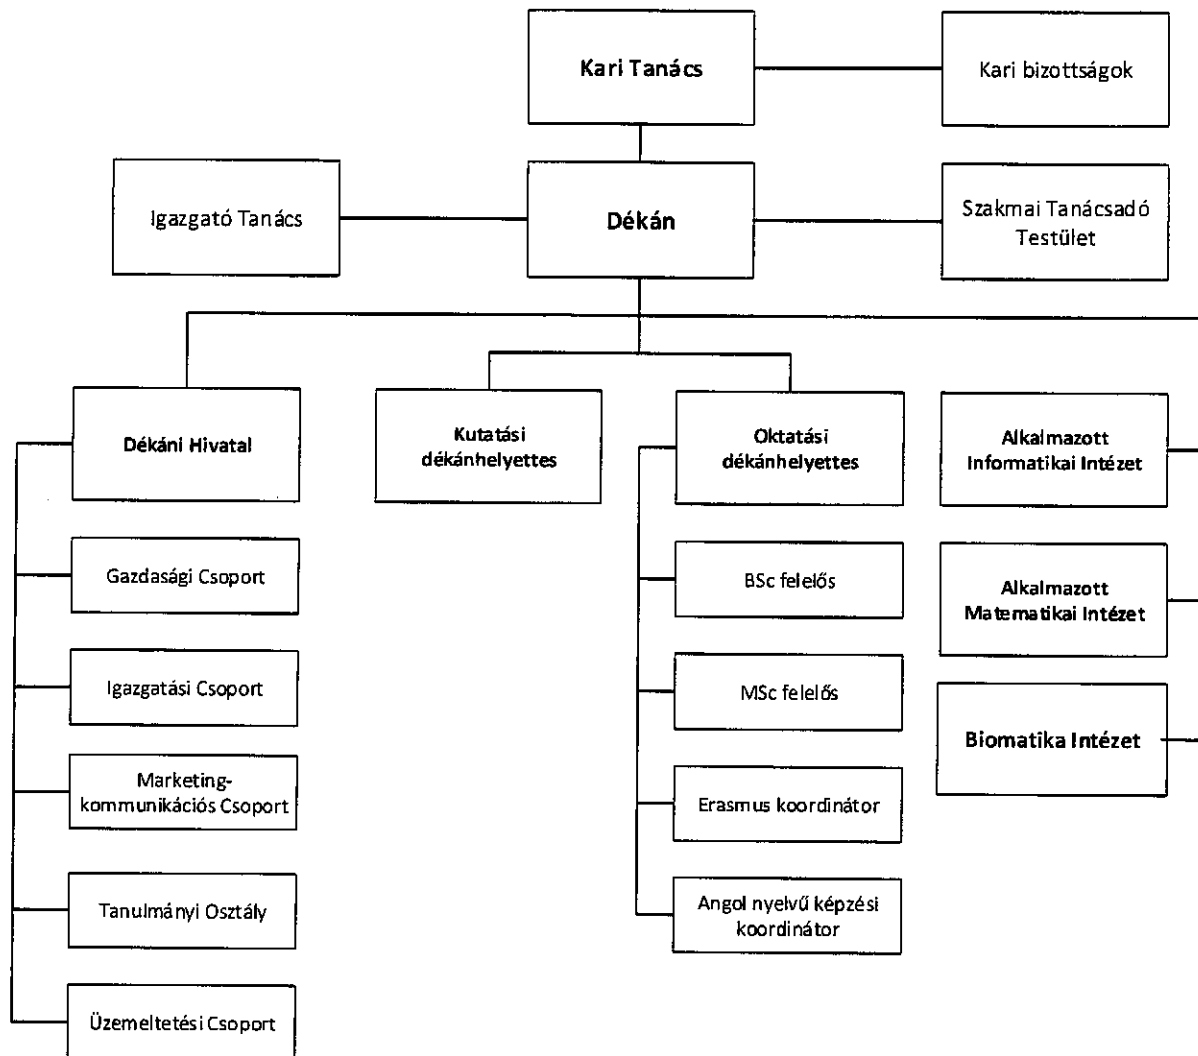 Kari Tanács
Kari bizottságok
Igazgató Tanács
Dékán
Szakmai Tanácsadó
Testület
Dékáni Hivatal
Kutatási
dékánhelyettes
Oktatási
dékánhelyettes
Alkalmazott
Informatikai Intézet
Gazdasági Csoport
BSc felelős
Alkalmazott
Matematikai Intézet
Igazgatási Csoport
MSc felelős
Biomatika Intézet
Marketing-
kommunikációs Csoport
Erasmus koordinátor
Tanulmányi Osztály
Angol nyelvű képzési
koordinátor
Üzemeltetési Csoport